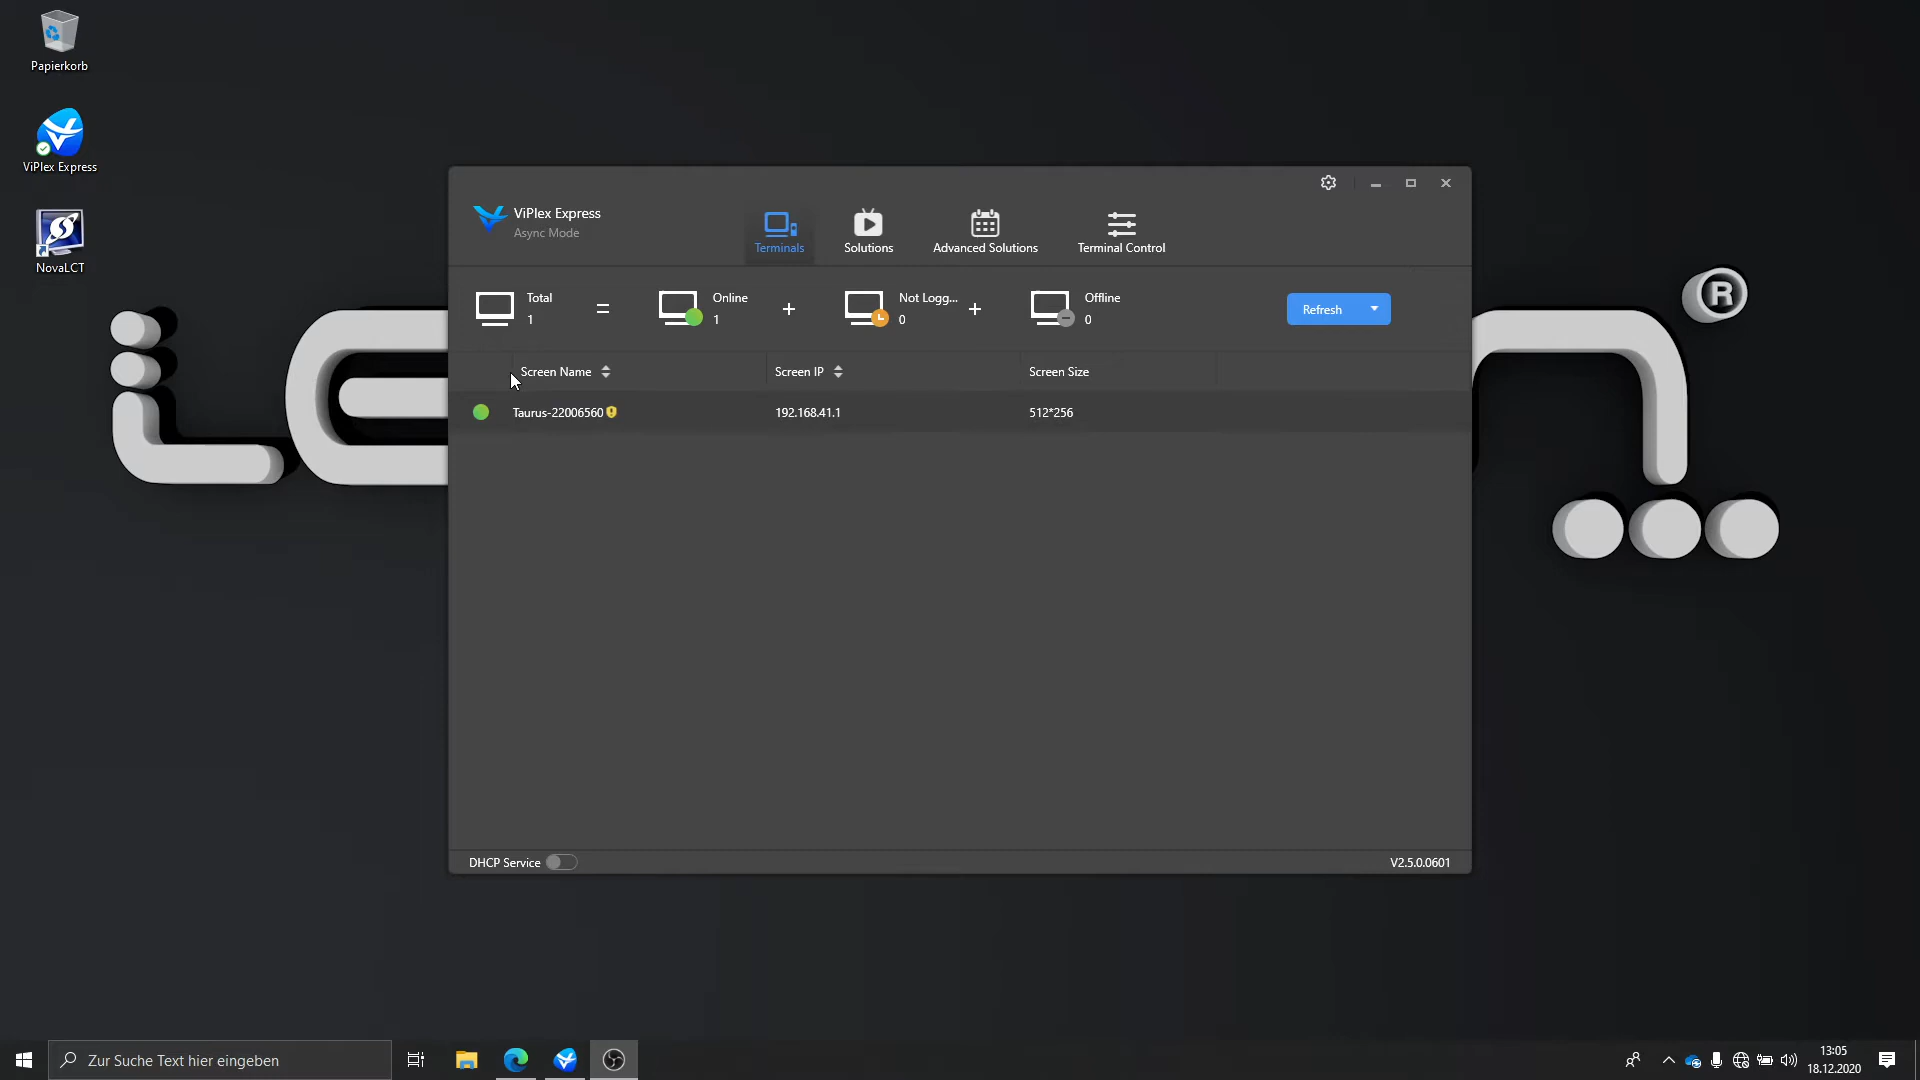 Papierkorb
ViPlex Express
NovaLCT
ViPlex Express
Async Mode
Terminals
Solutions
Advanced Solutions
Terminal Control
Total
1
=
Online
1
+
Not Logg...
0
+
Offline
0
Refresh
Screen Name
Screen IP
Screen Size
Taurus-22006560
192.168.41.1
512*256
DHCP Service
V2.5.0.0601
®
Zur Suche Text hier eingeben
13:05
18.12.2020